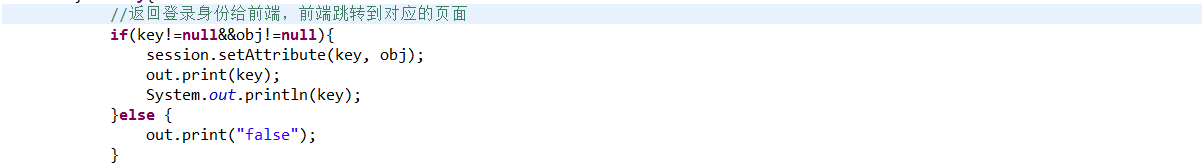 //返回登录身份给前端，前端跳转到对应的页面
if(key!=null&&obj!=null){
session.setAttribute(key, obj);
out.print(key);
System.out.println(key);
}else {
out.print("false");
}